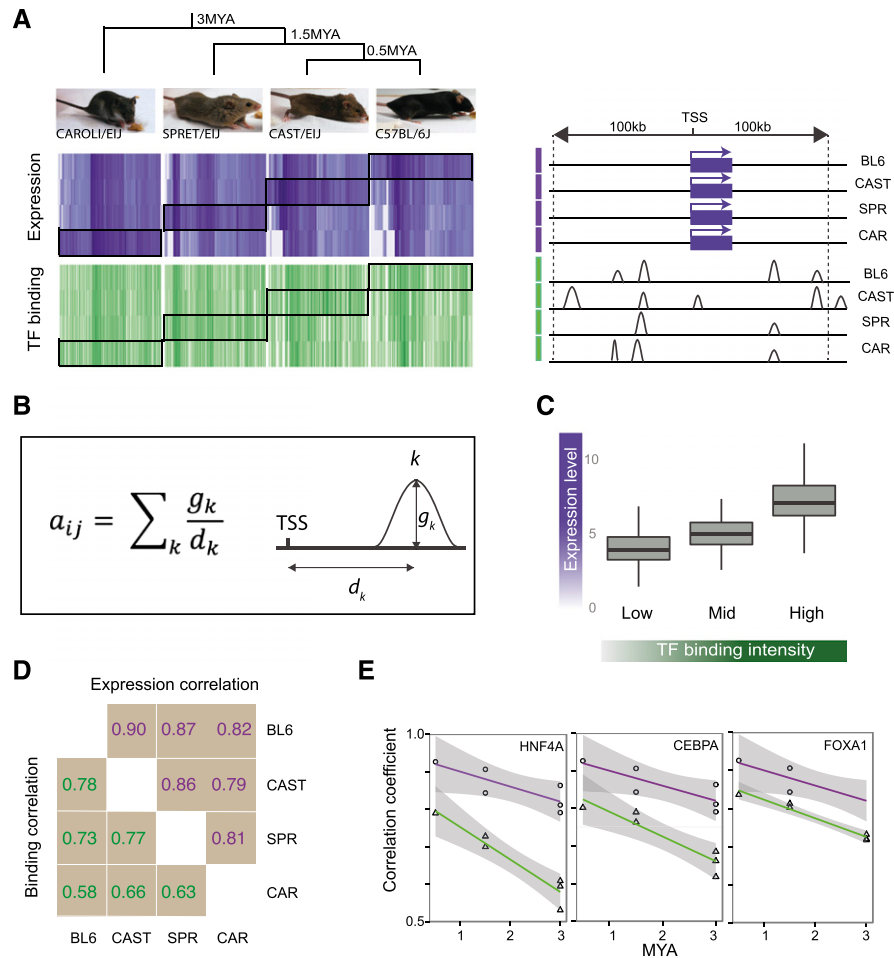 A
3MYA
1.5MYA
0.5MYA
CAROLI/EIJ
SPRET/EIJ
CAST/EIJ
C57BL/6J
Expression
TF binding
TSS
100kb
100kb
BL6
CAST
SPR
CAR
BL6
CAST
SPR
CAR
B
a_{ij} = \sum_k \frac{g_k}{d_k}
k
TSS
g_k
d_k
C
Expression level
10
5
0
Low
Mid
High
TF binding intensity
D
Expression correlation
Binding correlation
0.90 0.87 0.82 BL6
0.78 0.86 0.79 CAST
0.73 0.77 0.81 SPR
0.58 0.66 0.63 CAR
BL6 CAST SPR CAR
E
Correlation coefficient
1.0
0.5
HNF4A
CEBPA
FOXA1
1 2 3
1 2 3
1 2 3
MYA